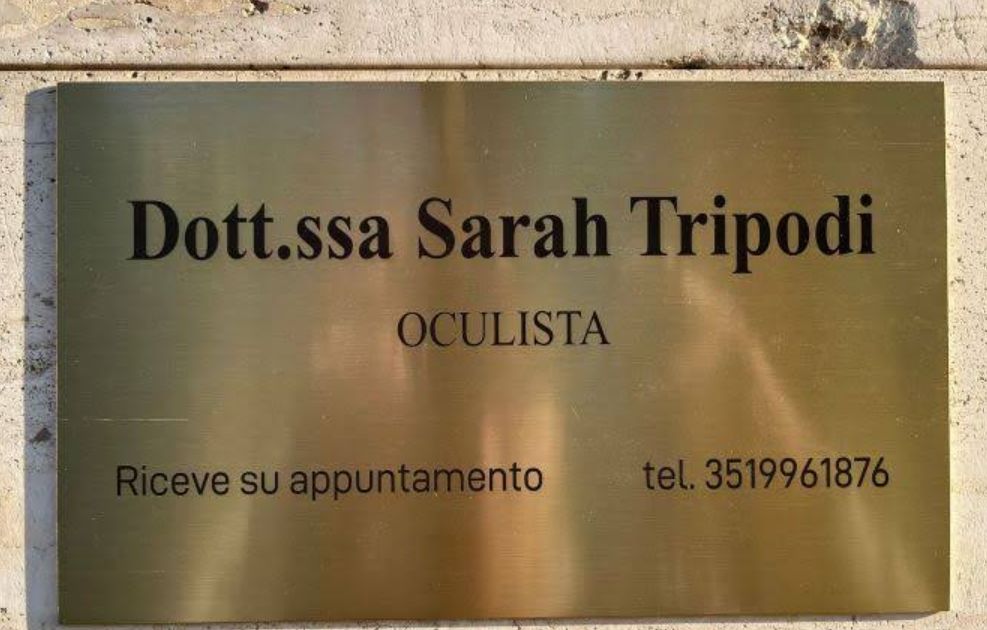 Dott.ssa Sarah Tripodi
OCULISTA
Riceve su appuntamento tel. 3519961876